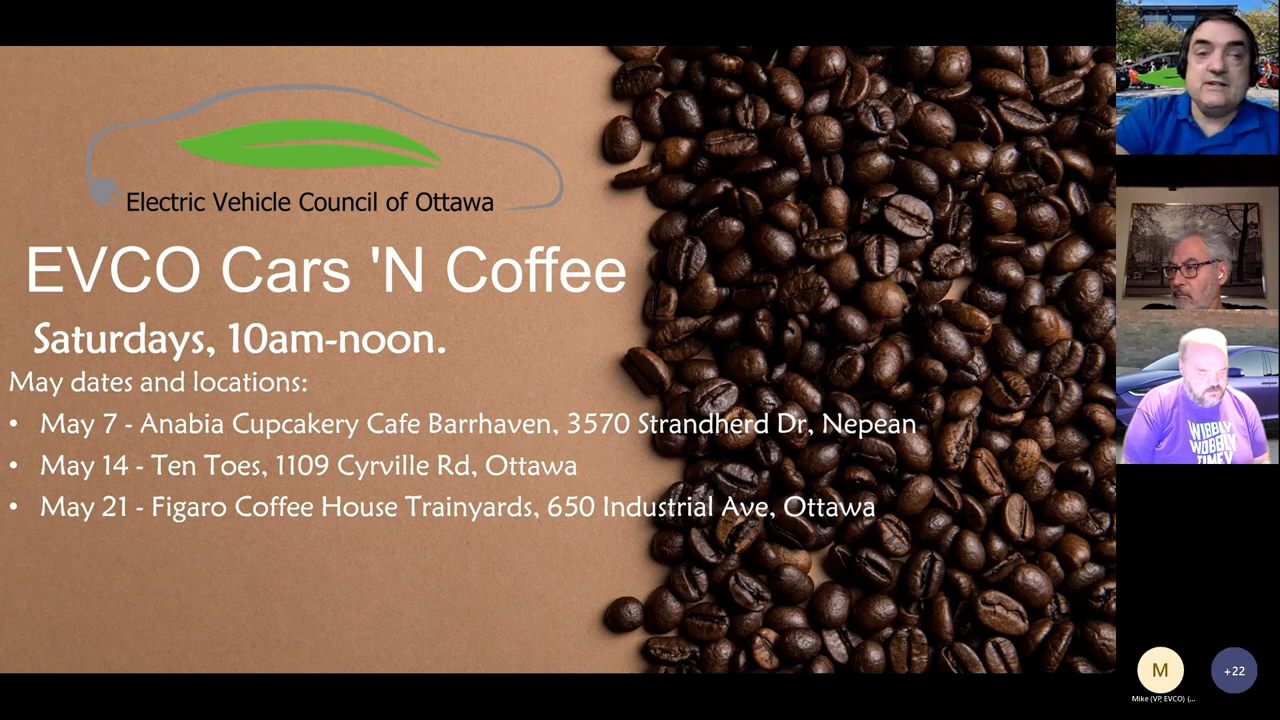 Electric Vehicle Council of Ottawa
EVCO Cars 'N Coffee
Saturdays, 10am-noon.
May dates and locations:
• May 7 - Anabia Cupcakery Cafe Barrhaven, 3570 Strandherd Dr, Nepean
• May 14 - Ten Toes, 1109 Cyrville Rd, Ottawa
• May 21 - Figaro Coffee House Trainyards, 650 Industrial Ave, Ottawa
WIBBLY
WOBBLY
TIMEY
M
+22
Mike (VP, EVCO) (...